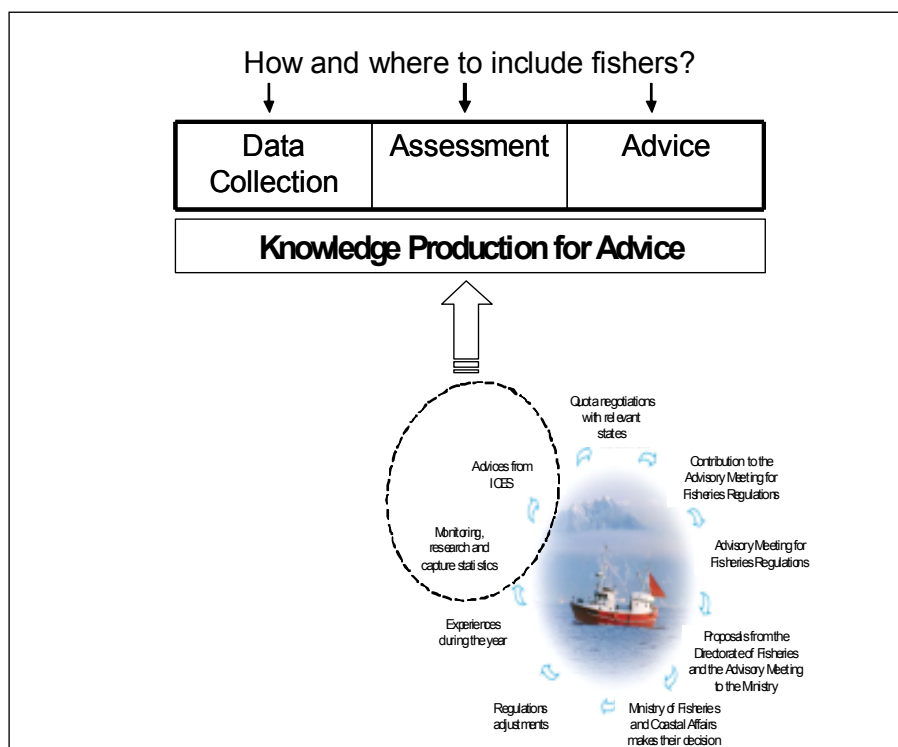 How and where to include fishers?
Data
Collection
Assessment
Advice
Knowledge Production for Advice
Quota negotiations
with relevant
states
Contribution to the
Advisory Meeting for
Fisheries Regulations
Advisory Meeting for
Fisheries Regulations
Proposals from the
Directorate of Fisheries
and the Advisory Meeting
to the Ministry
Ministry of Fisheries
and Coastal Affairs
makes their decision
Regulations
adjustments
Experiences
during the year
Monitoring,
research and
capture statistics
Advices from
ICES